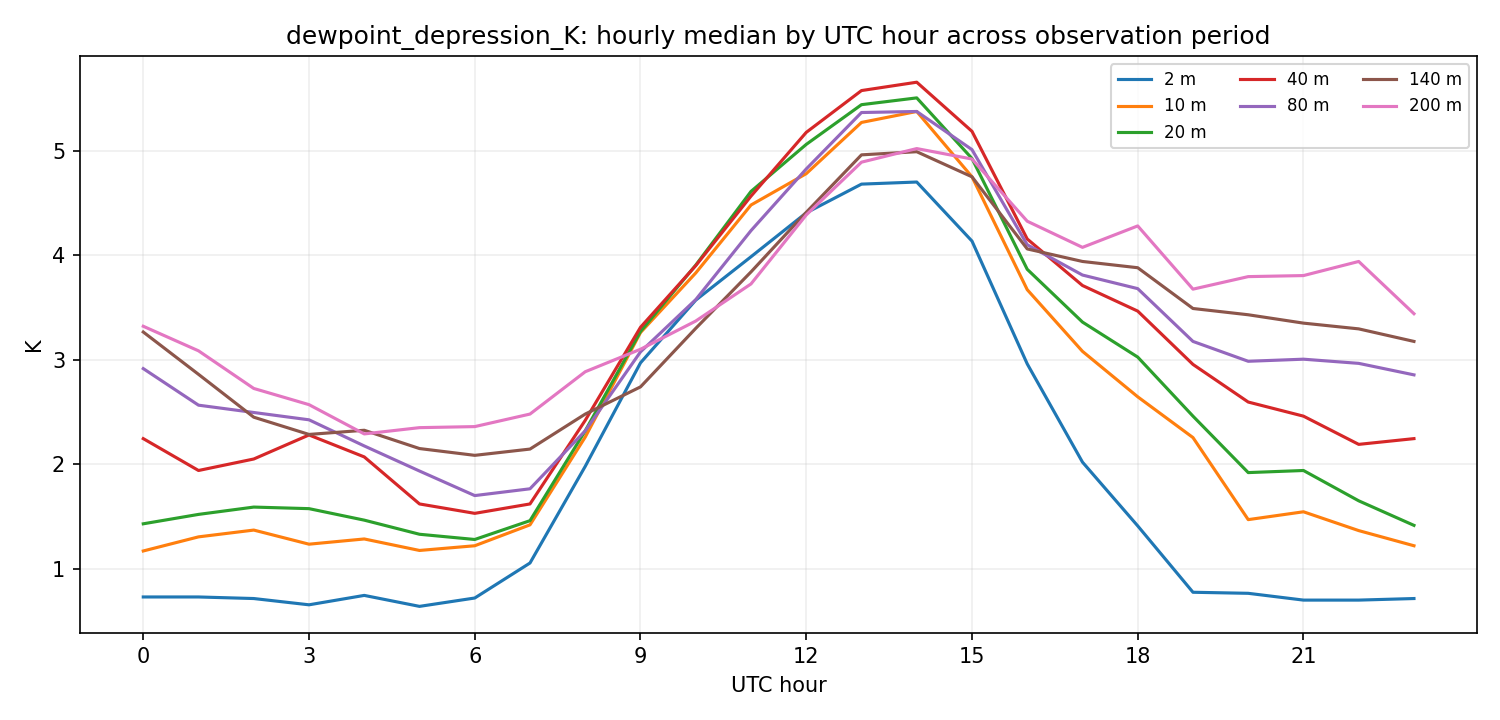 dewpoint_depression_K: hourly median by UTC hour across observation period
2 m
10 m
20 m
40 m
80 m
140 m
200 m
K
5
4
3
2
1
0 3 6 9 12 15 18 21
UTC hour